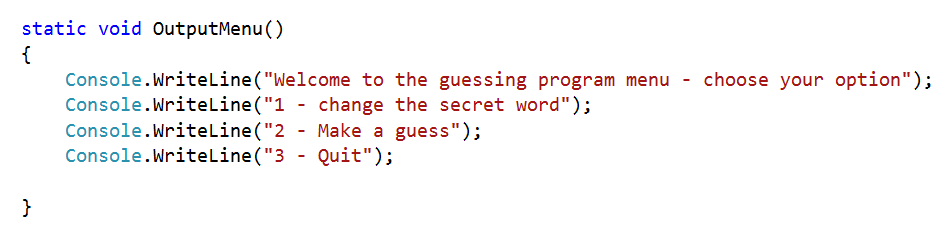 static void OutputMenu()
{
    Console.WriteLine("Welcome to the guessing program menu - choose your option");
    Console.WriteLine("1 - change the secret word");
    Console.WriteLine("2 - Make a guess");
    Console.WriteLine("3 - Quit");
}